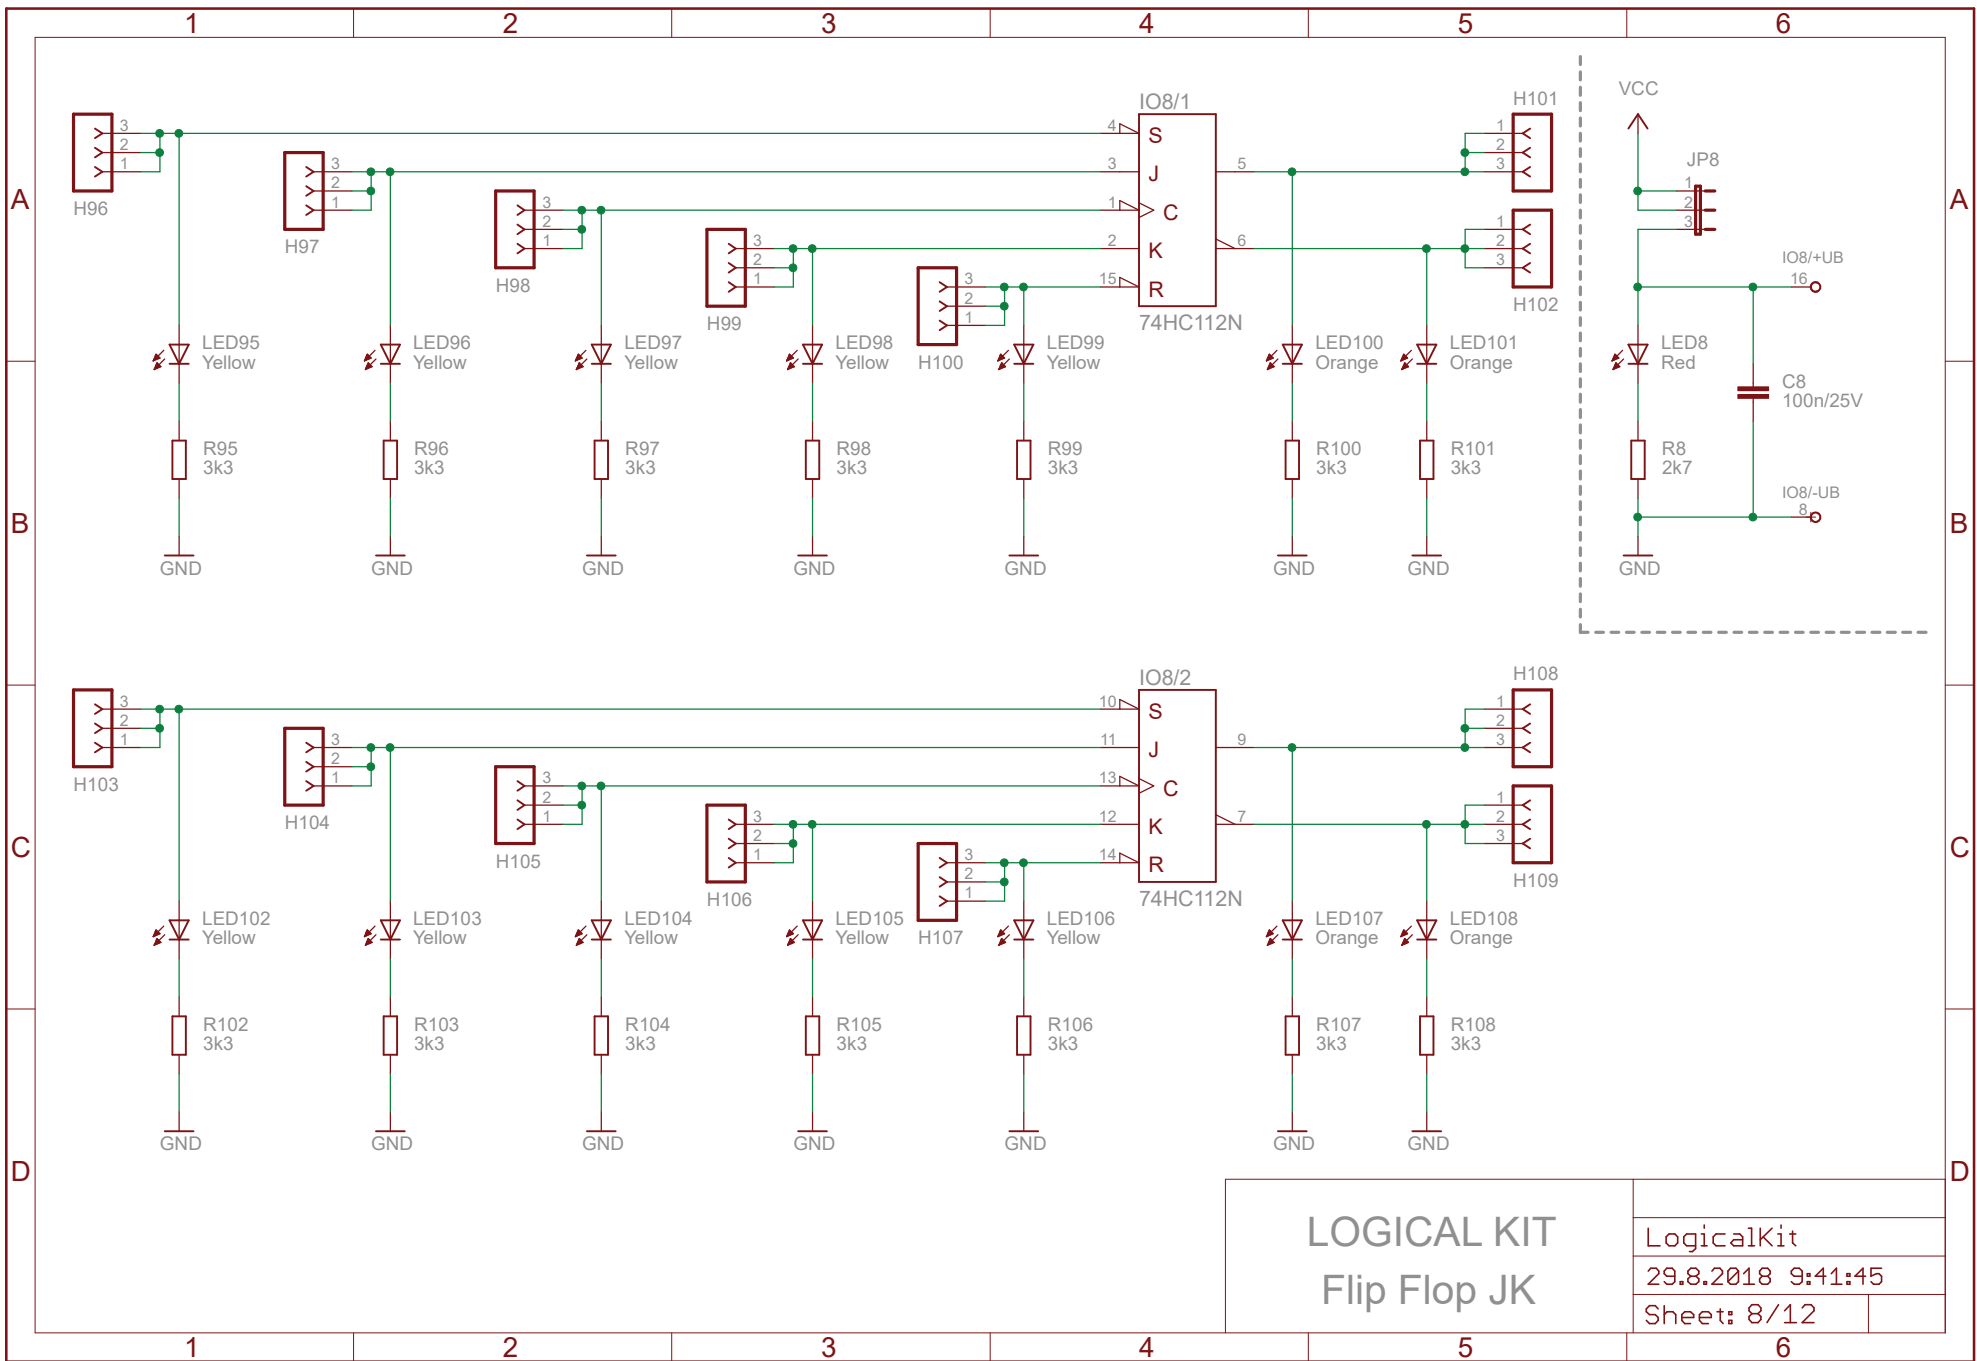 1 2 3 4 5 6
A A
B B
C C
D D
1 2 3 4 5 6
3
2
1
H96
3
2
1
H97
3
2
1
H98
3
2
1
H99
3
2
1
H100
IO8/1
4 S
3 J
1 C
2 K
15 R
5
6
74HC112N
H101
1
2
3
1
2
3
H102
LED95
Yellow
LED96
Yellow
LED97
Yellow
LED98
Yellow
LED99
Yellow
LED100
Orange
LED101
Orange
R95
3k3
R96
3k3
R97
3k3
R98
3k3
R99
3k3
R100
3k3
R101
3k3
GND GND GND GND GND GND GND
VCC
JP8
1
2
3
IO8/+UB
16
LED8
Red
C8
100n/25V
R8
2k7
IO8/-UB
8
GND
3
2
1
H103
3
2
1
H104
3
2
1
H105
3
2
1
H106
3
2
1
H107
IO8/2
10 S
11 J
13 C
12 K
14 R
9
7
74HC112N
H108
1
2
3
1
2
3
H109
LED102
Yellow
LED103
Yellow
LED104
Yellow
LED105
Yellow
LED106
Yellow
LED107
Orange
LED108
Orange
R102
3k3
R103
3k3
R104
3k3
R105
3k3
R106
3k3
R107
3k3
R108
3k3
GND GND GND GND GND GND GND
LOGICAL KIT
Flip Flop JK
LogicalKit
29.8.2018 9:41:45
Sheet: 8/12